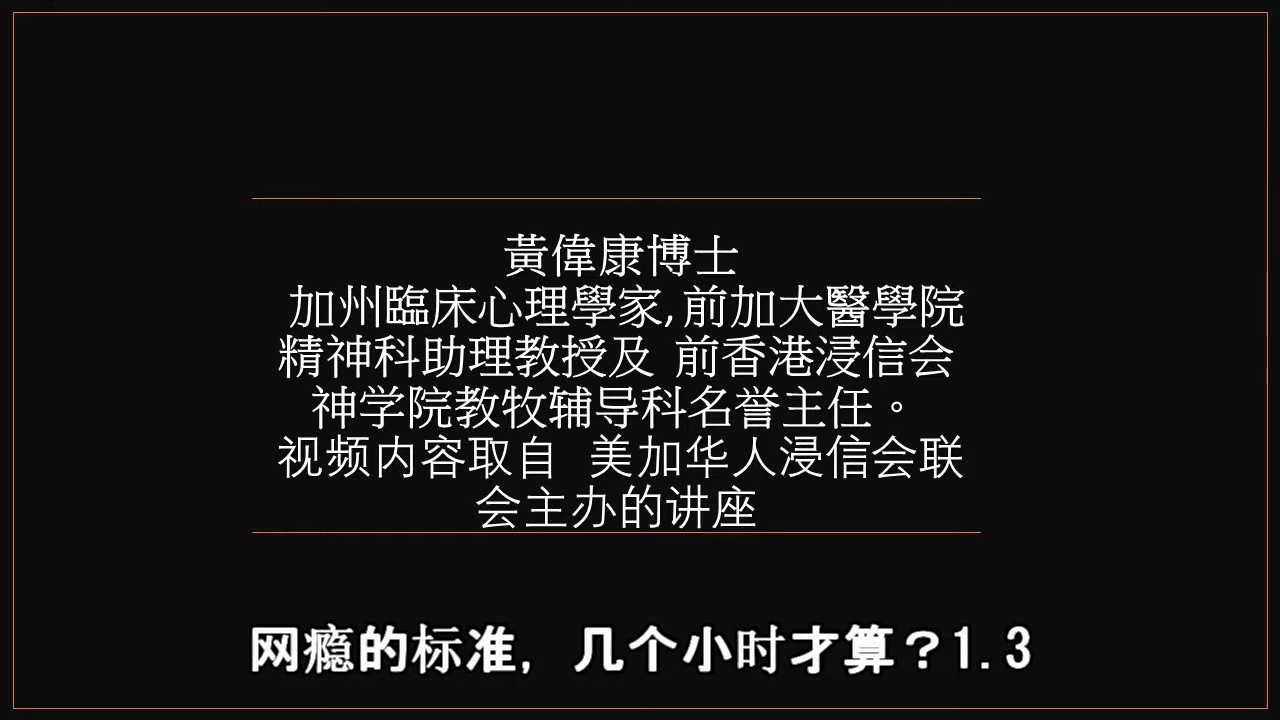 黃偉康博士
加州臨床心理學家,前加大醫學院
精神科助理教授及 前香港浸信会
神学院教牧辅导科名誉主任。
视频内容取自 美加华人浸信会联
会主办的讲座
网瘾的标准，几个小时才算？1.3